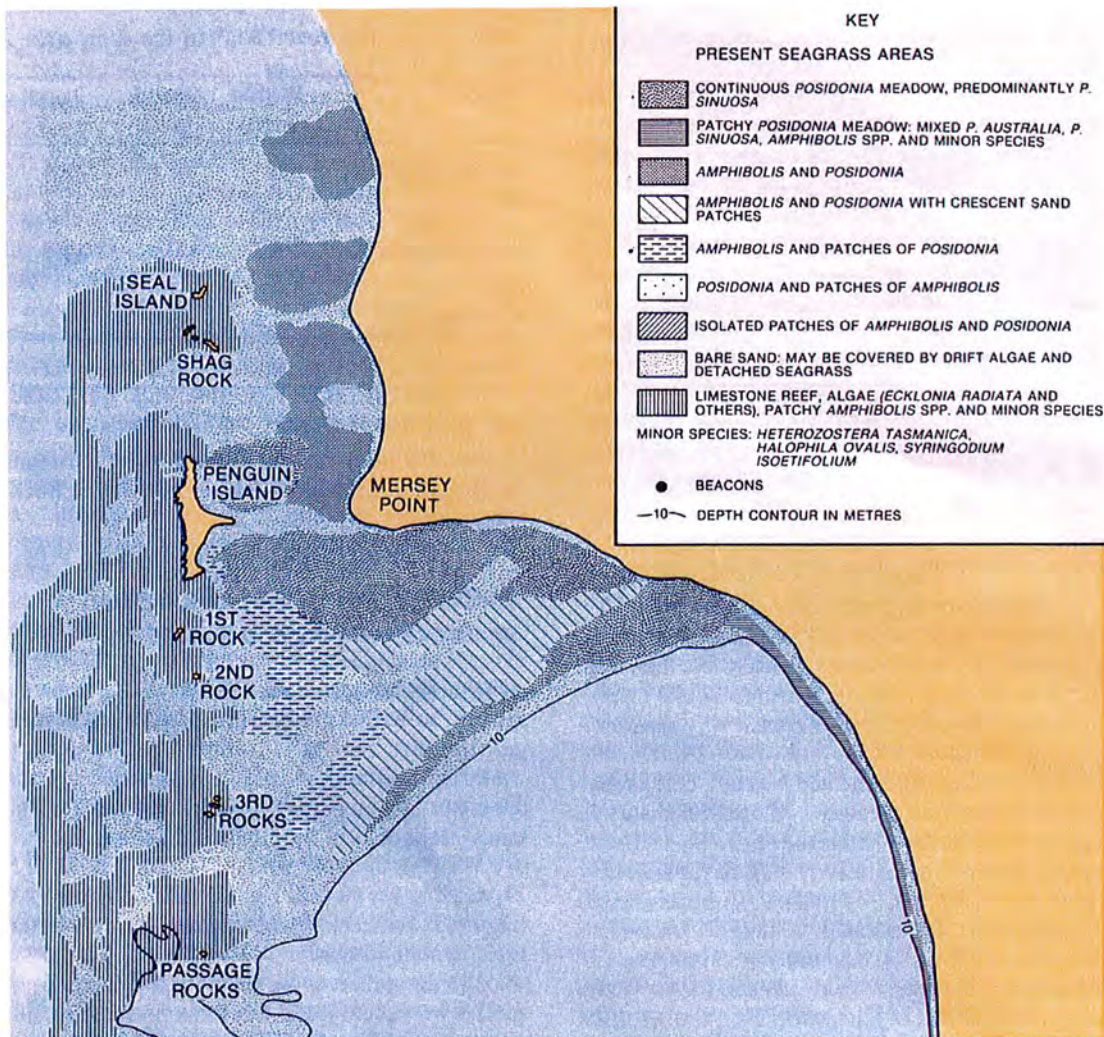 KEY
PRESENT SEAGRASS AREAS
CONTINUOUS POSIDONIA MEADOW, PREDOMINANTLY P.
SINUOSA
PATCHY POSIDONIA MEADOW: MIXED P. AUSTRALIA, P.
SINUOSA, AMPHIBOLIS SPP. AND MINOR SPECIES
AMPHIBOLIS AND POSIDONIA
AMPHIBOLIS AND POSIDONIA WITH CRESCENT SAND
PATCHES
AMPHIBOLIS AND PATCHES OF POSIDONIA
POSIDONIA AND PATCHES OF AMPHIBOLIS
ISOLATED PATCHES OF AMPHIBOLIS AND POSIDONIA
BARE SAND: MAY BE COVERED BY DRIFT ALGAE AND
DETACHED SEAGRASS
LIMESTONE REEF, ALGAE (ECKLONIA RADIATA AND
OTHERS), PATCHY AMPHIBOLIS SPP. AND MINOR SPECIES
MINOR SPECIES: HETEROZOSTERA TASMANICA,
HALOPHILA OVALIS, SYRINGODIUM
ISOETIFOLIUM
BEACONS
10 DEPTH CONTOUR IN METRES
SEAL
ISLAND
SHAG
ROCK
PENGUIN
ISLAND
MERSEY
POINT
1ST
ROCK
2ND
ROCK
10
3RD
ROCKS
10
PASSAGE
ROCKS